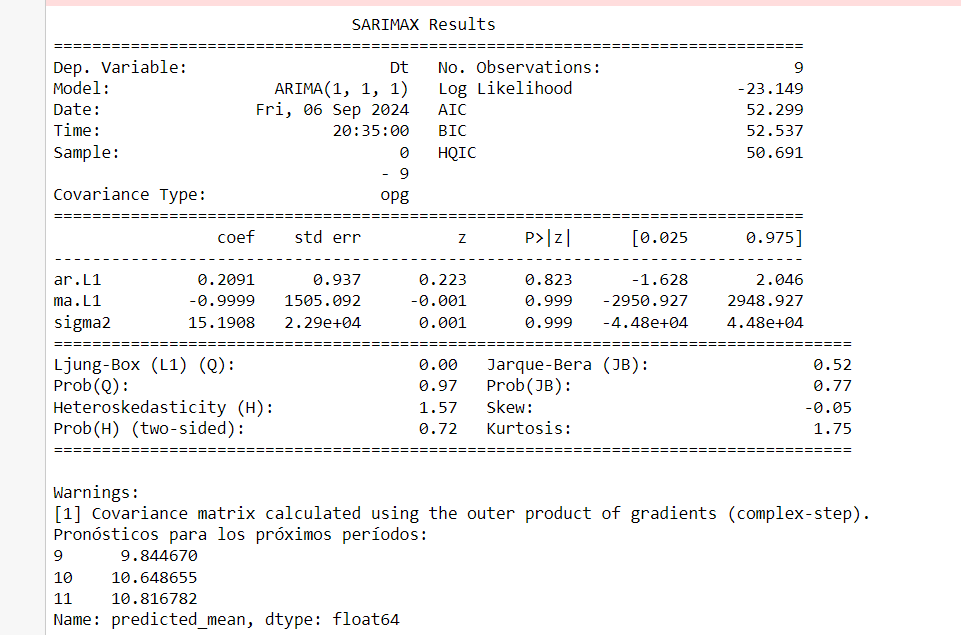 SARIMAX Results
==============================================================================
Dep. Variable:                     Dt   No. Observations:                    9
Model:                 ARIMA(1, 1, 1)   Log Likelihood                 -23.149
Date:                Fri, 06 Sep 2024   AIC                             52.299
Time:                        20:35:00   BIC                             52.537
Sample:                             0   HQIC                            50.691
                                  - 9
Covariance Type:                  opg
==============================================================================
                 coef    std err          z      P>|z|      [0.025      0.975]
------------------------------------------------------------------------------
ar.L1          0.2091      0.937      0.223      0.823      -1.628       2.046
ma.L1         -0.9999   1505.092     -0.001      0.999   -2950.927    2948.927
sigma2        15.1908   2.29e+04      0.001      0.999   -4.48e+04    4.48e+04
===================================================================================
Ljung-Box (L1) (Q):                   0.00   Jarque-Bera (JB):                 0.52
Prob(Q):                              0.97   Prob(JB):                         0.77
Heteroskedasticity (H):               1.57   Skew:                            -0.05
Prob(H) (two-sided):                  0.72   Kurtosis:                         1.75
===================================================================================
Warnings:
[1] Covariance matrix calculated using the outer product of gradients (complex-step).
Pronósticos para los próximos períodos:
9      9.844670
10    10.648655
11    10.816782
Name: predicted_mean, dtype: float64